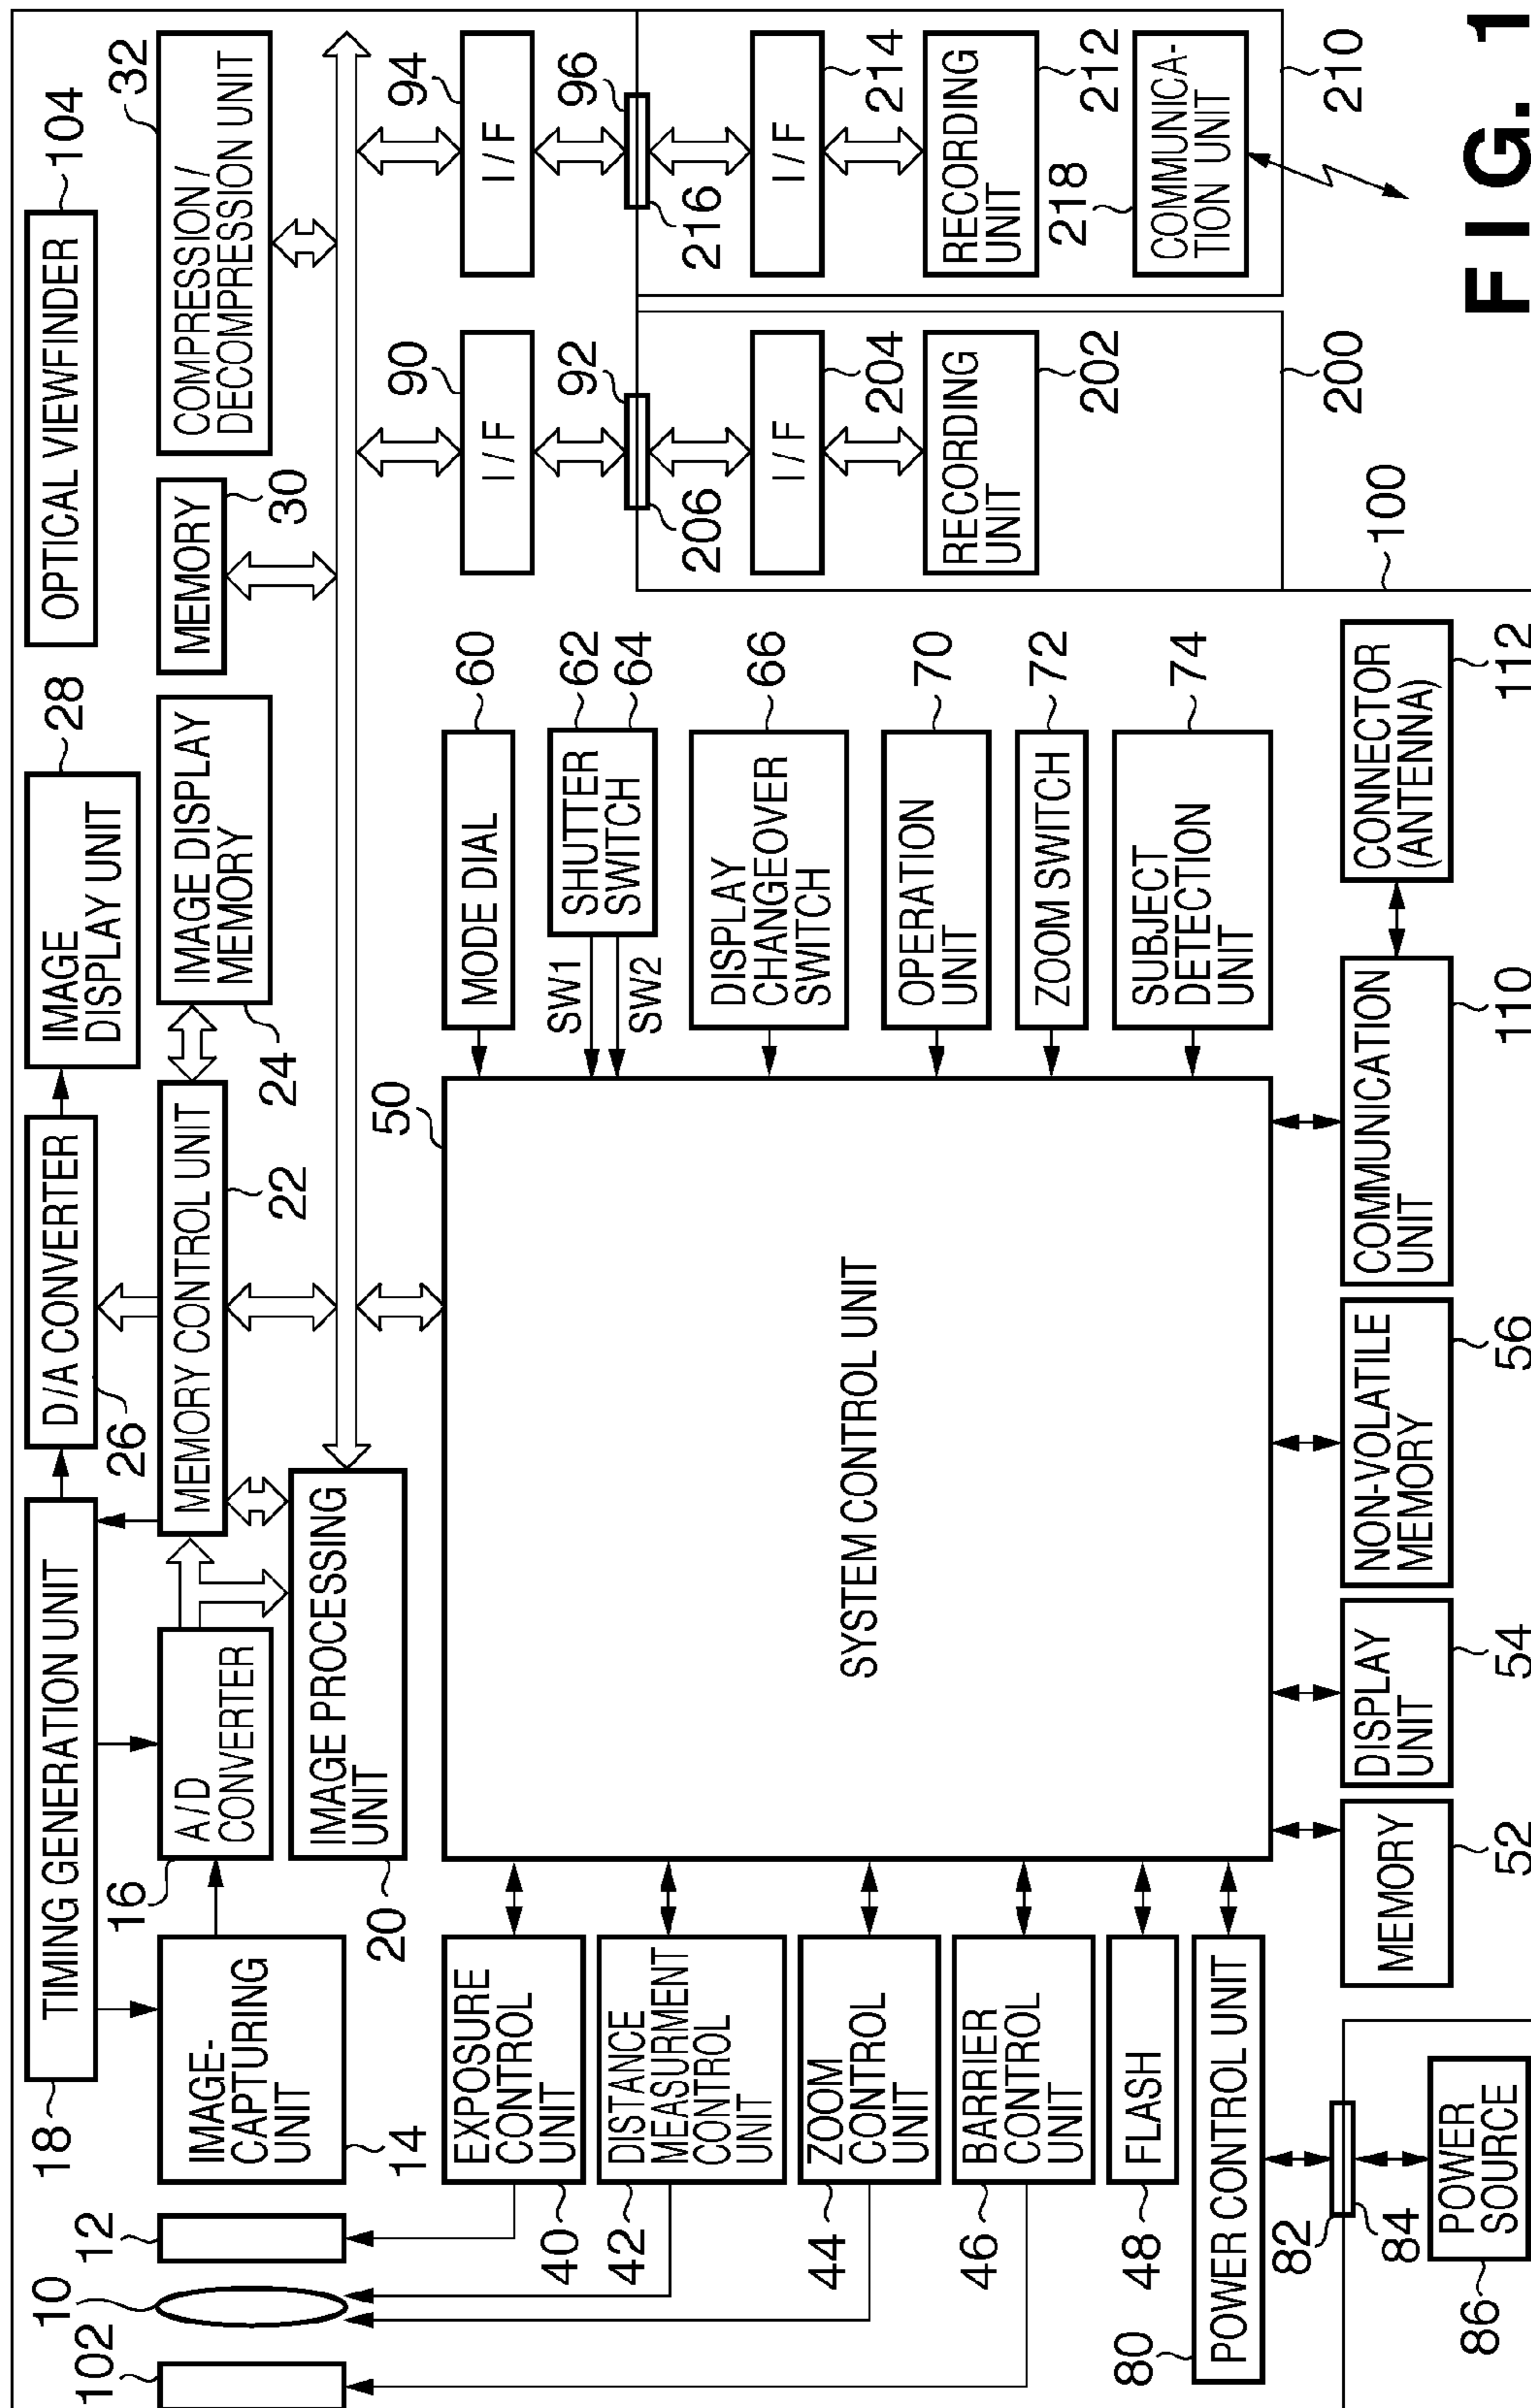 FIG. 1
18
TIMING GENERATION UNIT
26
D/A CONVERTER
IMAGE
DISPLAY UNIT
28
OPTICAL VIEWFINDER
104
102
10
12
IMAGE-
CAPTURING
UNIT
14
16
A/D
CONVERTER
MEMORY CONTROL UNIT
22
IMAGE DISPLAY
MEMORY
24
MEMORY
30
COMPRESSION /
DECOMPRESSION UNIT
32
20
IMAGE PROCESSING
UNIT
50
SYSTEM CONTROL UNIT
EXPOSURE
CONTROL
UNIT
40
DISTANCE
MEASURMENT
CONTROL
UNIT
42
ZOOM
CONTROL
UNIT
44
BARRIER
CONTROL
UNIT
46
FLASH
48
POWER CONTROL UNIT
80
82
84
POWER
SOURCE
86
MODE DIAL
60
SW1
SW2
SHUTTER
SWITCH
62
64
DISPLAY
CHANGEOVER
SWITCH
66
OPERATION
UNIT
70
ZOOM SWITCH
72
SUBJECT
DETECTION
UNIT
74
MEMORY
52
DISPLAY
UNIT
54
NON-VOLATILE
MEMORY
56
COMMUNICATION
UNIT
110
CONNECTOR
(ANTENNA)
112
100
I/F
90
92
206
I/F
204
RECORDING
UNIT
202
200
I/F
94
96
216
I/F
214
RECORDING
UNIT
212
218
COMMUNICA-
TION UNIT
210